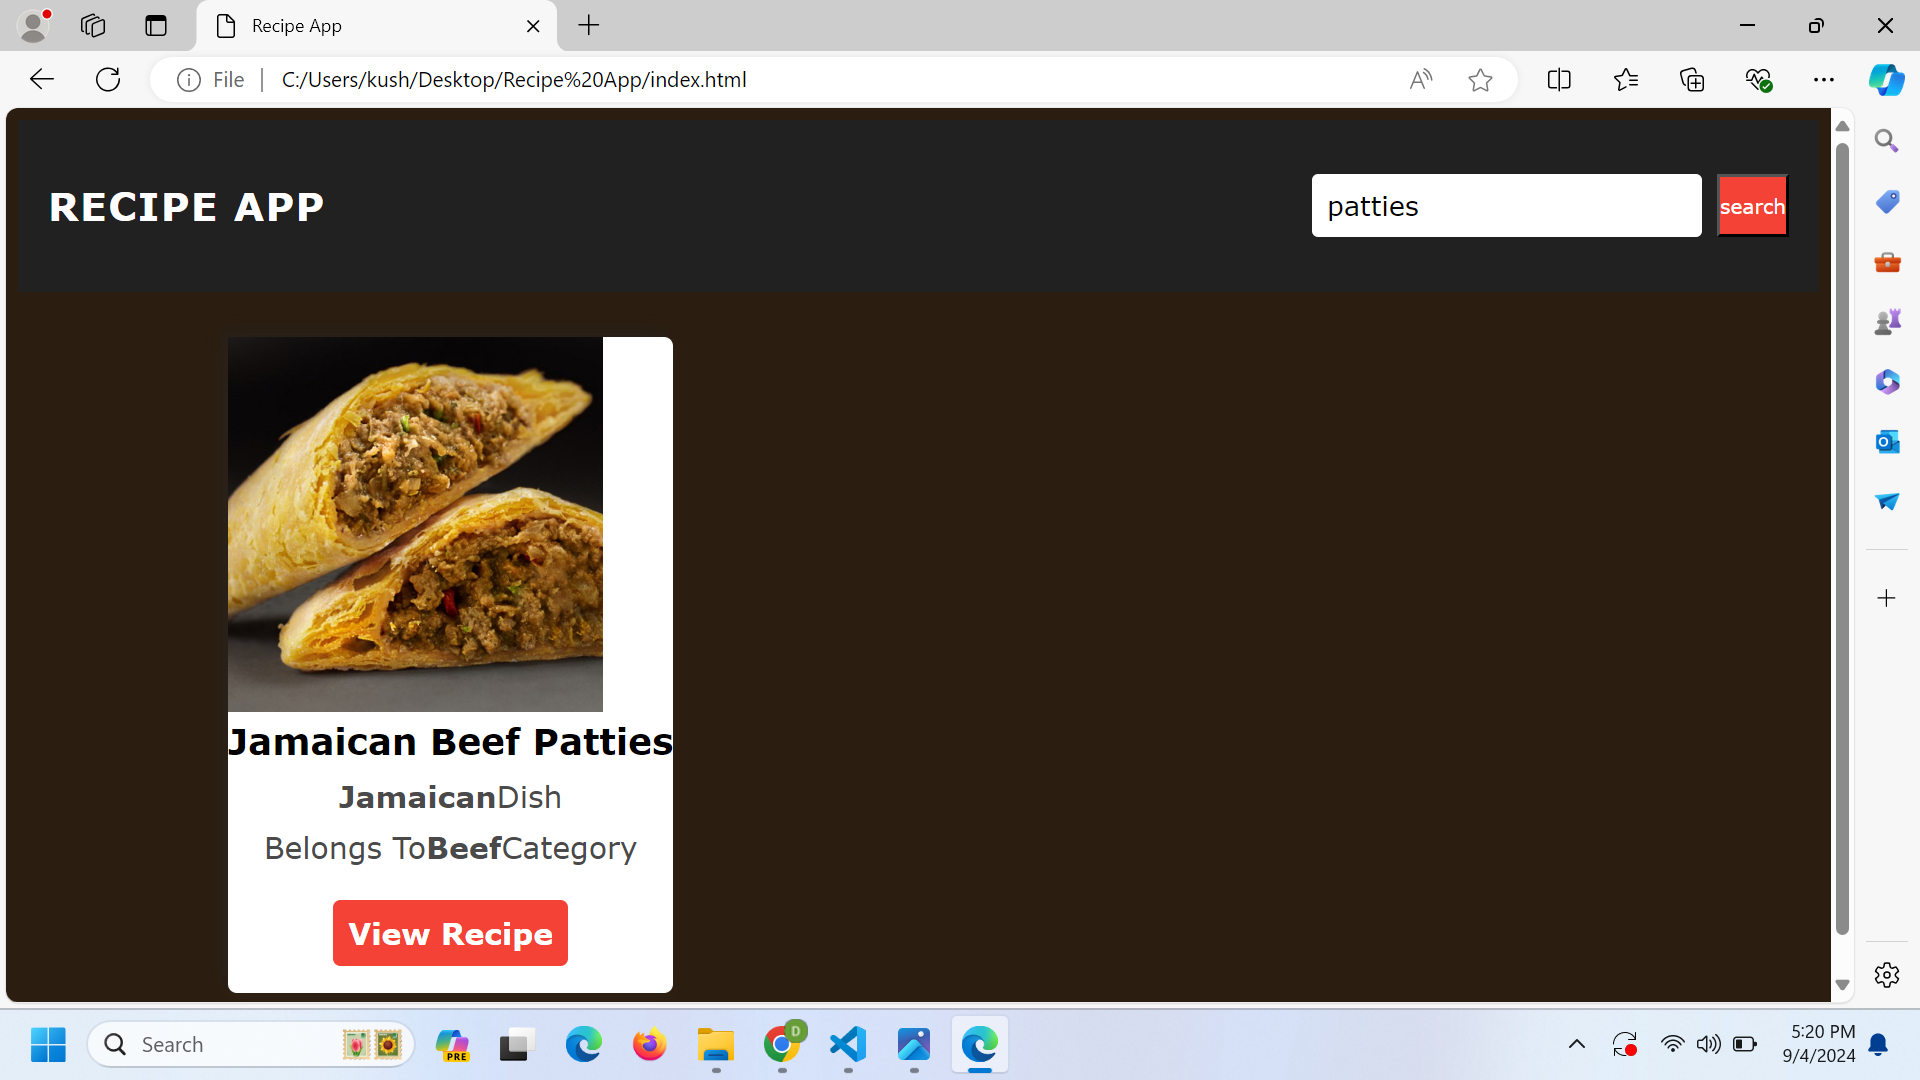 Recipe App
File
C:/Users/kush/Desktop/Recipe%20App/index.html
RECIPE APP
patties
search
Jamaican Beef Patties
JamaicanDish
Belongs ToBeefCategory
View Recipe
Search
PRE
D
5:20 PM
9/4/2024